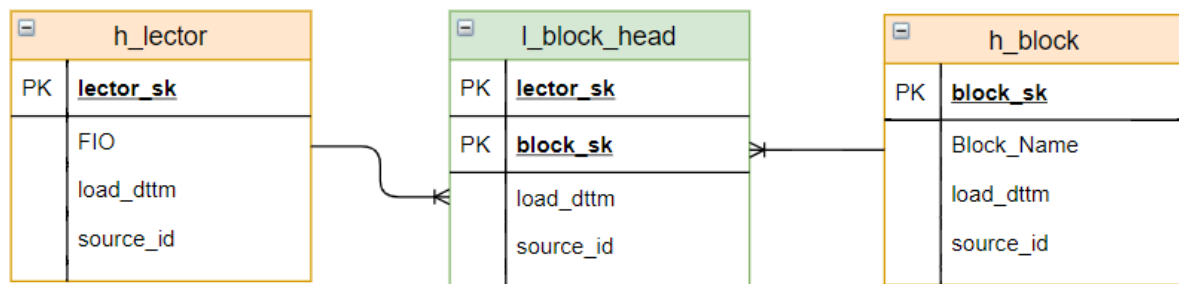 h_lector
PK lector_sk
FIO
load_dttm
source_id
l_block_head
PK lector_sk
PK block_sk
load_dttm
source_id
h_block
PK block_sk
Block_Name
load_dttm
source_id